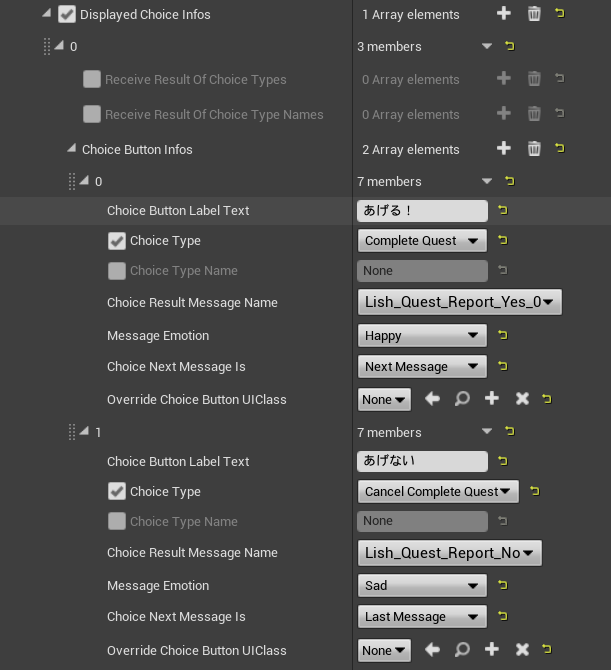 Displayed Choice Infos 1 Array elements
0 3 members
Receive Result Of Choice Types 0 Array elements
Receive Result Of Choice Type Names 0 Array elements
Choice Button Infos 2 Array elements
0 7 members
Choice Button Label Text あげる！
Choice Type Complete Quest
Choice Type Name None
Choice Result Message Name Lish_Quest_Report_Yes_0
Message Emotion Happy
Choice Next Message Is Next Message
Override Choice Button UIClass None
1 7 members
Choice Button Label Text あげない
Choice Type Cancel Complete Quest
Choice Type Name None
Choice Result Message Name Lish_Quest_Report_No
Message Emotion Sad
Choice Next Message Is Last Message
Override Choice Button UIClass None